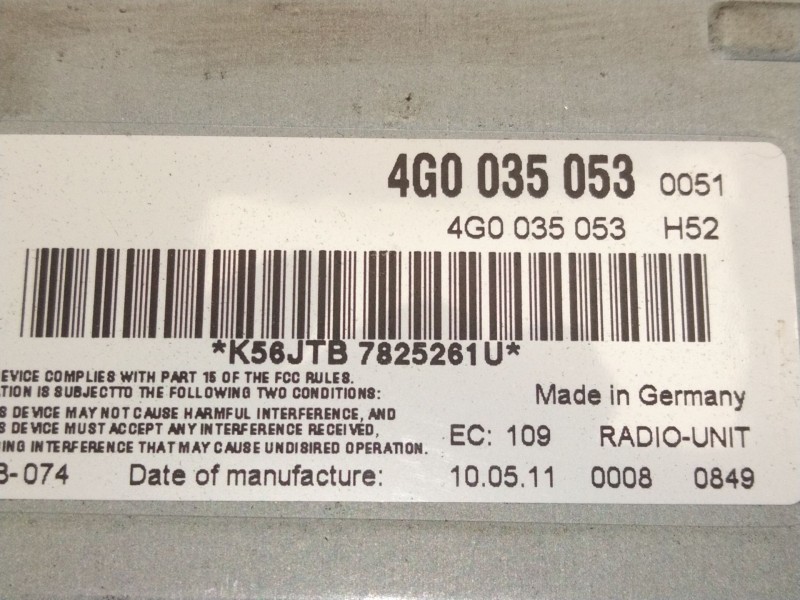 4G0 035 053 0051
4G0 035 053 H52
*K56JTB 7825261U*
DEVICE COMPLIES WITH PART 15 OF THE FCC RULES.
TION IS SUBJECTTO THE FOLLOWING TWO CONDITIONS:
S DEVICE MAY NOT CAUSE HARMFUL INTERFERENCE, AND
S DEVICE MUST ACCEPT ANY INTERFERENCE RECEIVED,
ING INTERFERENCE THAT MAY CAUSE UNDISIRED OPERATION.
Made in Germany
EC: 109 RADIO-UNIT
-074 Date of manufacture: 10.05.11 0008 0849